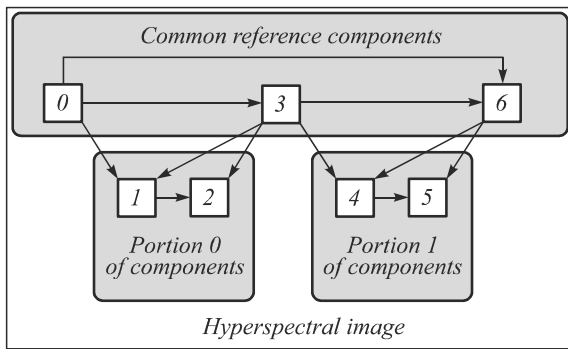 Common reference components
0
3
6
1
2
4
5
Portion 0
of components
Portion 1
of components
Hyperspectral image